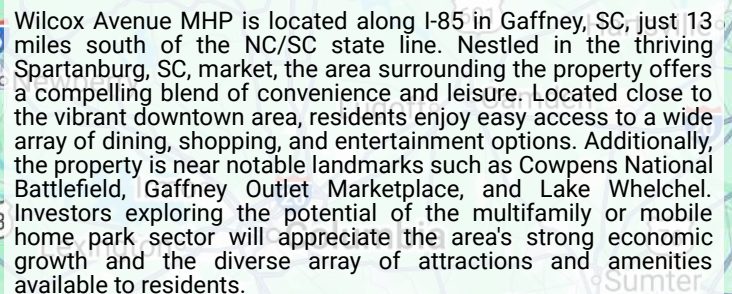 Wilcox Avenue MHP is located along I-85 in Gaffney, SC, just 13
miles south of the NC/SC state line. Nestled in the thriving
Spartanburg, SC, market, the area surrounding the property offers
a compelling blend of convenience and leisure. Located close to
the vibrant downtown area, residents enjoy easy access to a wide
array of dining, shopping, and entertainment options. Additionally,
the property is near notable landmarks such as Cowpens National
Battlefield, Gaffney Outlet Marketplace, and Lake Whelchel.
Investors exploring the potential of the multifamily or mobile
home park sector will appreciate the area's strong economic
growth and the diverse array of attractions and amenities
available to residents.
Sumter